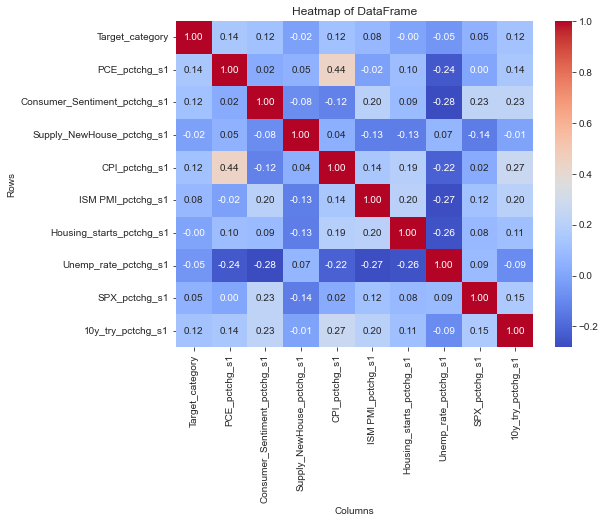 Heatmap of DataFrame
Rows
Target_category 1.00 0.14 0.12 -0.02 0.12 0.08 -0.00 -0.05 0.05 0.12
PCE_pctchg_s1 0.14 1.00 0.02 0.05 0.44 -0.02 0.10 -0.24 0.00 0.14
Consumer_Sentiment_pctchg_s1 0.12 0.02 1.00 -0.08 -0.12 0.20 0.09 -0.28 0.23 0.23
Supply_NewHouse_pctchg_s1 -0.02 0.05 -0.08 1.00 0.04 -0.13 -0.13 0.07 -0.14 -0.01
CPI_pctchg_s1 0.12 0.44 -0.12 0.04 1.00 0.14 0.19 -0.22 0.02 0.27
ISM PMI_pctchg_s1 0.08 -0.02 0.20 -0.13 0.14 1.00 0.20 -0.27 0.12 0.20
Housing_starts_pctchg_s1 -0.00 0.10 0.09 -0.13 0.19 0.20 1.00 -0.26 0.08 0.11
Unemp_rate_pctchg_s1 -0.05 -0.24 -0.28 0.07 -0.22 -0.27 -0.26 1.00 0.09 -0.09
SPX_pctchg_s1 0.05 0.00 0.23 -0.14 0.02 0.12 0.08 0.09 1.00 0.15
10y_try_pctchg_s1 0.12 0.14 0.23 -0.01 0.27 0.20 0.11 -0.09 0.15 1.00
Target_category
PCE_pctchg_s1
Consumer_Sentiment_pctchg_s1
Supply_NewHouse_pctchg_s1
CPI_pctchg_s1
ISM PMI_pctchg_s1
Housing_starts_pctchg_s1
Unemp_rate_pctchg_s1
SPX_pctchg_s1
10y_try_pctchg_s1
Columns
1.0
0.8
0.6
0.4
0.2
0.0
−0.2